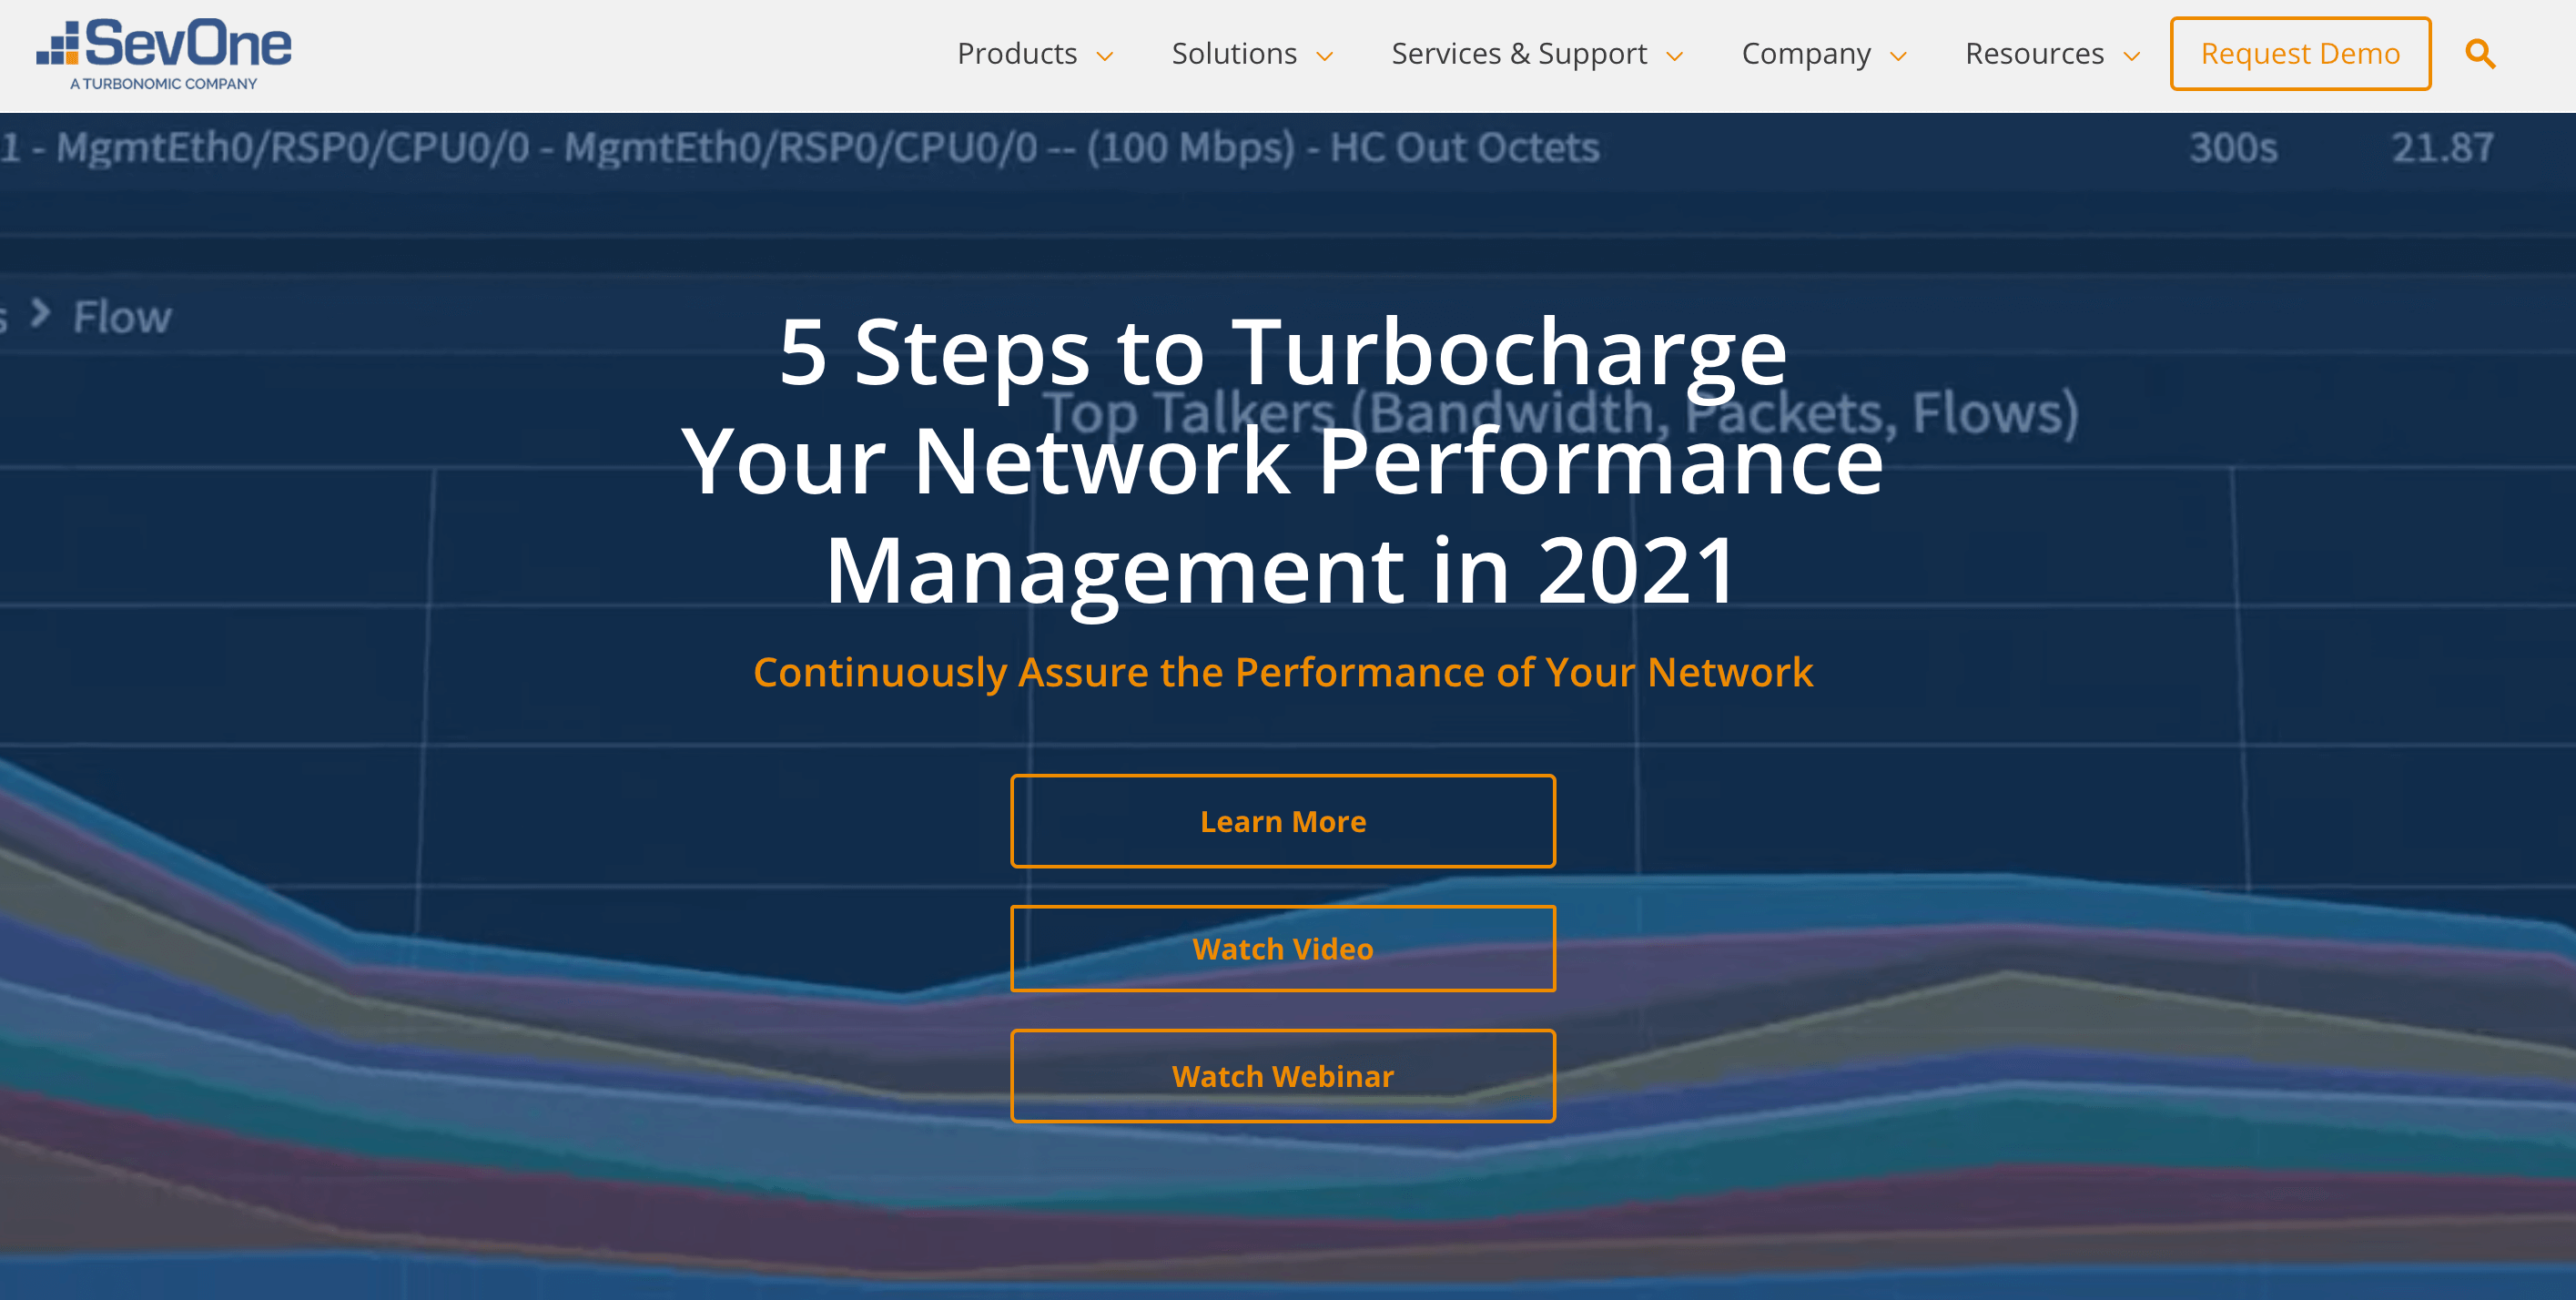 SevOne
A TURBONOMIC COMPANY
Products
Solutions
Services & Support
Company
Resources
Request Demo
1 - MgmtEth0/RSP0/CPU0/0 - MgmtEth0/RSP0/CPU0/0 -- (100 Mbps) - HC Out Octets 300s 21.87
s > Flow
Top Talkers (Bandwidth, Packets, Flows)
5 Steps to Turbocharge
Your Network Performance
Management in 2021
Continuously Assure the Performance of Your Network
Learn More
Watch Video
Watch Webinar